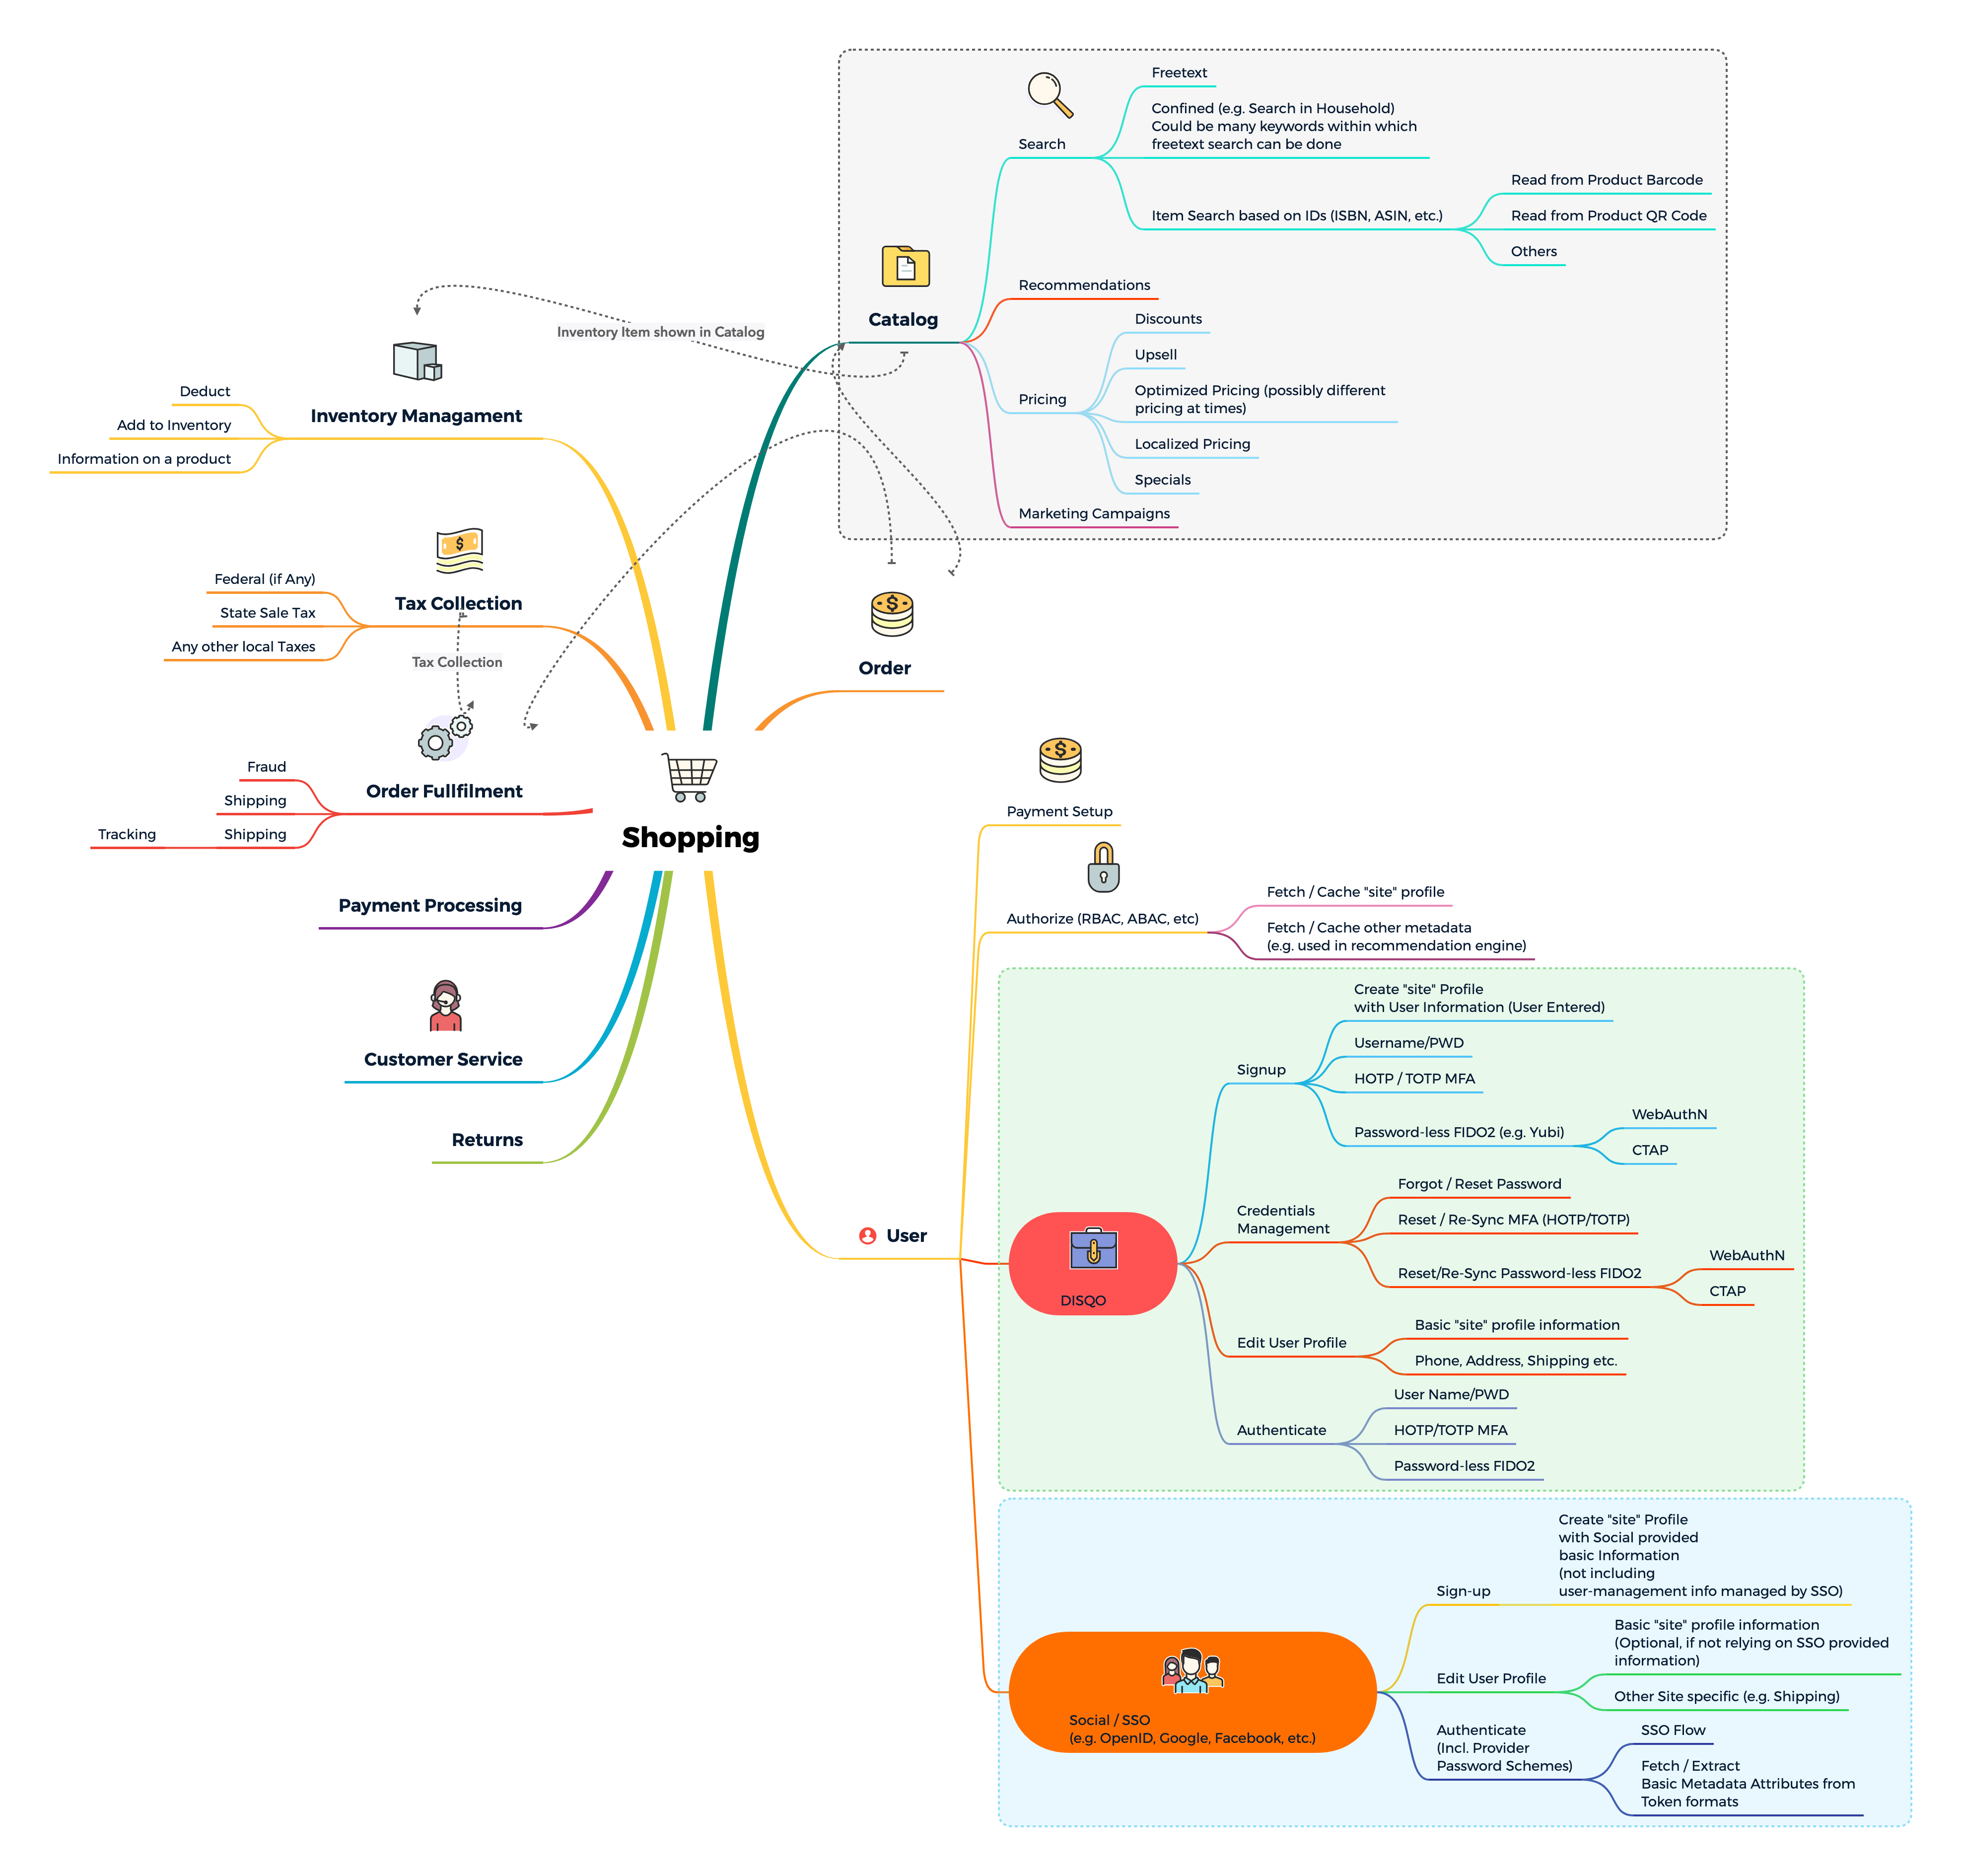 Shopping
Catalog
Search
Freetext
Confined (e.g. Search in Household)
Could be many keywords within which
freetext search can be done
Item Search based on IDs (ISBN, ASIN, etc.)
Read from Product Barcode
Read from Product QR Code
Others
Recommendations
Pricing
Discounts
Upsell
Optimized Pricing (possibly different
pricing at times)
Localized Pricing
Specials
Marketing Campaigns
Inventory Item shown in Catalog
Order
User
Payment Setup
Authorize (RBAC, ABAC, etc)
Fetch / Cache "site" profile
Fetch / Cache other metadata
(e.g. used in recommendation engine)
DISQO
Signup
Create "site" Profile
with User Information (User Entered)
Username/PWD
HOTP / TOTP MFA
Password-less FIDO2 (e.g. Yubi)
WebAuthN
CTAP
Credentials
Management
Forgot / Reset Password
Reset / Re-Sync MFA (HOTP/TOTP)
Reset/Re-Sync Password-less FIDO2
WebAuthN
CTAP
Edit User Profile
Basic "site" profile information
Phone, Address, Shipping etc.
Authenticate
User Name/PWD
HOTP/TOTP MFA
Password-less FIDO2
Social / SSO
(e.g. OpenID, Google, Facebook, etc.)
Sign-up
Create "site" Profile
with Social provided
basic Information
(not including
user-management info managed by SSO)
Edit User Profile
Basic "site" profile information
(Optional, if not relying on SSO provided
information)
Other Site specific (e.g. Shipping)
Authenticate
(Incl. Provider
Password Schemes)
SSO Flow
Fetch / Extract
Basic Metadata Attributes from
Token formats
Inventory Managament
Deduct
Add to Inventory
Information on a product
Tax Collection
Federal (if Any)
State Sale Tax
Any other local Taxes
Tax Collection
Order Fullfilment
Fraud
Shipping
Shipping
Tracking
Payment Processing
Customer Service
Returns